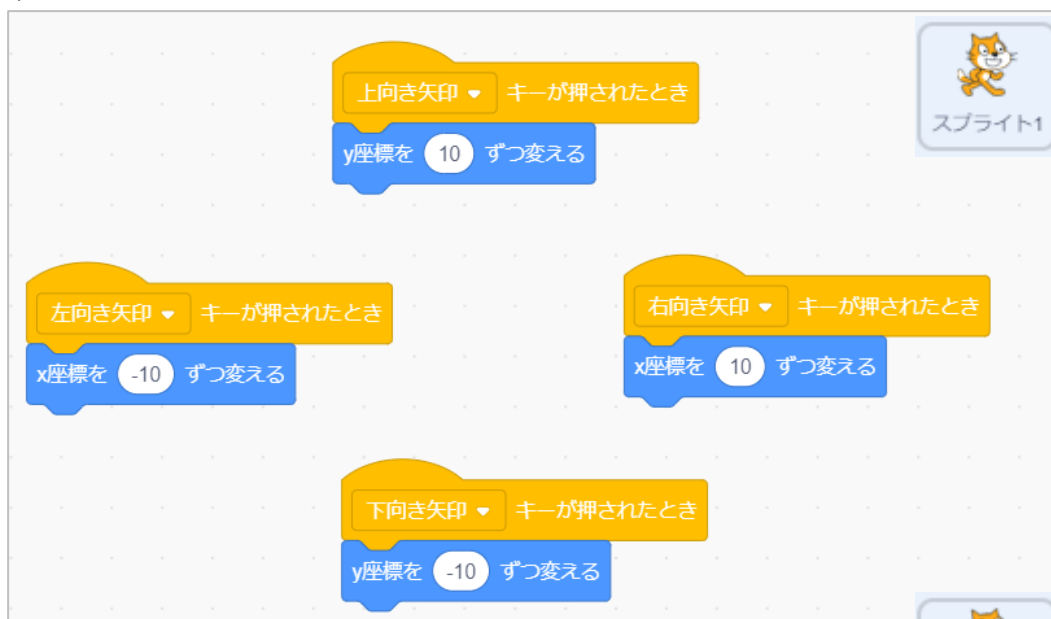 上向き矢印 キーが押されたとき
y座標を 10 ずつ変える
スプライト1
左向き矢印 キーが押されたとき
x座標を -10 ずつ変える
右向き矢印 キーが押されたとき
x座標を 10 ずつ変える
下向き矢印 キーが押されたとき
y座標を -10 ずつ変える